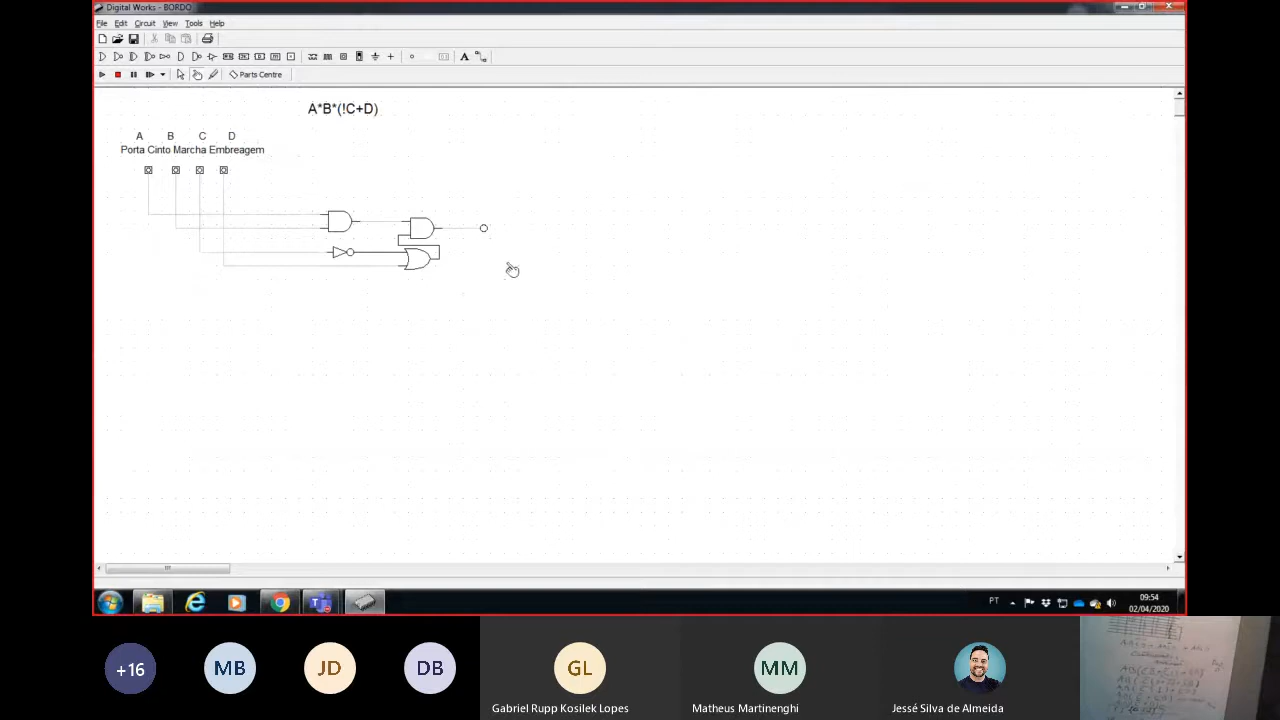 Digital Works - BORDO
File Edit Circuit View Tools Help
Parts Centre
A*B*(!C+D)
A B C D
Porta Cinto Marcha Embreagem
PT
09:54
02/04/2020
+16
MB
JD
DB
GL
MM
Gabriel Rupp Kosilek Lopes
Matheus Martinenghi
Jessé Silva de Almeida